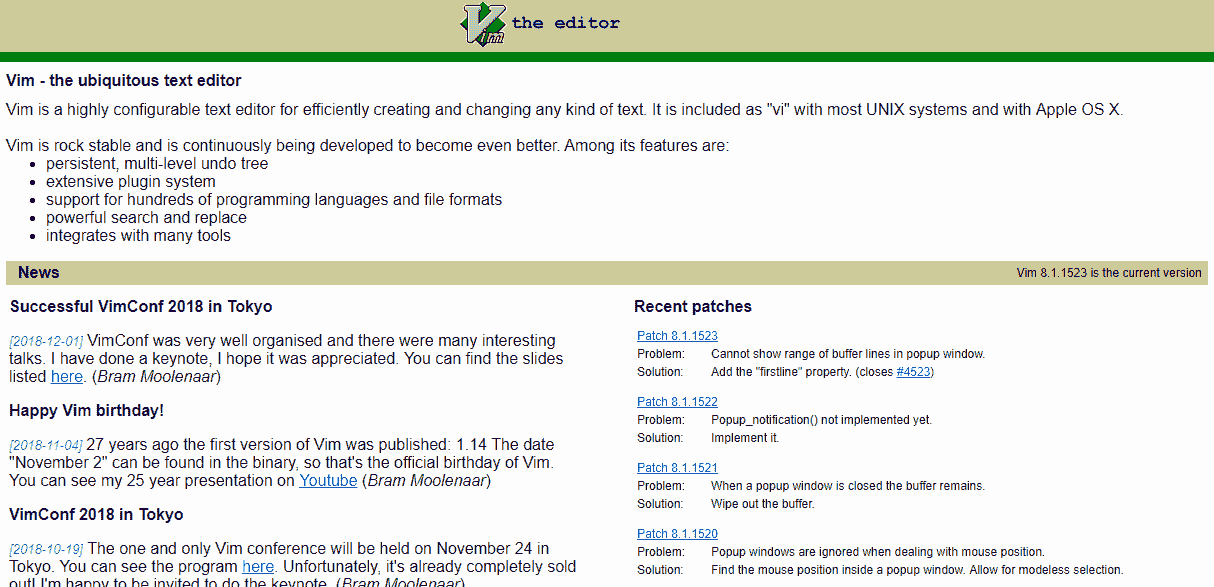 Vim the editor
Vim - the ubiquitous text editor
Vim is a highly configurable text editor for efficiently creating and changing any kind of text. It is included as "vi" with most UNIX systems and with Apple OS X.
Vim is rock stable and is continuously being developed to become even better. Among its features are:
• persistent, multi-level undo tree
• extensive plugin system
• support for hundreds of programming languages and file formats
• powerful search and replace
• integrates with many tools
News
Vim 8.1.1523 is the current version
Successful VimConf 2018 in Tokyo
[2018-12-01] VimConf was very well organised and there were many interesting
talks. I have done a keynote, I hope it was appreciated. You can find the slides
listed here. (Bram Moolenaar)
Happy Vim birthday!
[2018-11-04] 27 years ago the first version of Vim was published: 1.14 The date
"November 2" can be found in the binary, so that's the official birthday of Vim.
You can see my 25 year presentation on Youtube (Bram Moolenaar)
VimConf 2018 in Tokyo
[2018-10-19] The one and only Vim conference will be held on November 24 in
Tokyo. You can see the program here. Unfortunately, it's already completely sold
out! I'm happy to be invited to do the keynote. (Bram Moolenaar)
Recent patches
Patch 8.1.1523
Problem: Cannot show range of buffer lines in popup window.
Solution: Add the "firstline" property. (closes #4523)
Patch 8.1.1522
Problem: Popup_notification() not implemented yet.
Solution: Implement it.
Patch 8.1.1521
Problem: When a popup window is closed the buffer remains.
Solution: Wipe out the buffer.
Patch 8.1.1520
Problem: Popup windows are ignored when dealing with mouse position.
Solution: Find the mouse position inside a popup window. Allow for modeless selection.